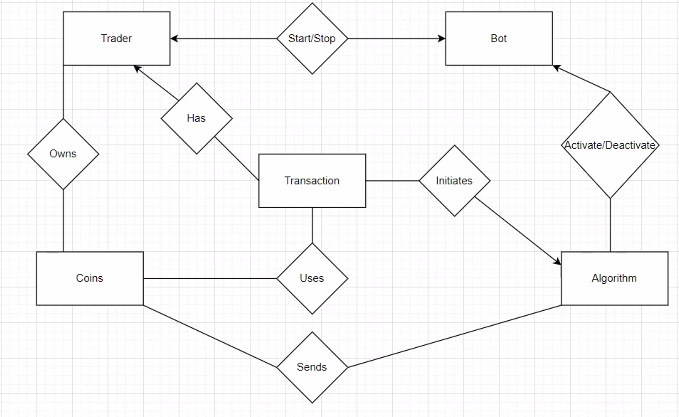 Trader
Start/Stop
Bot
Has
Owns
Activate/Deactivate
Transaction
Initiates
Coins
Uses
Algorithm
Sends